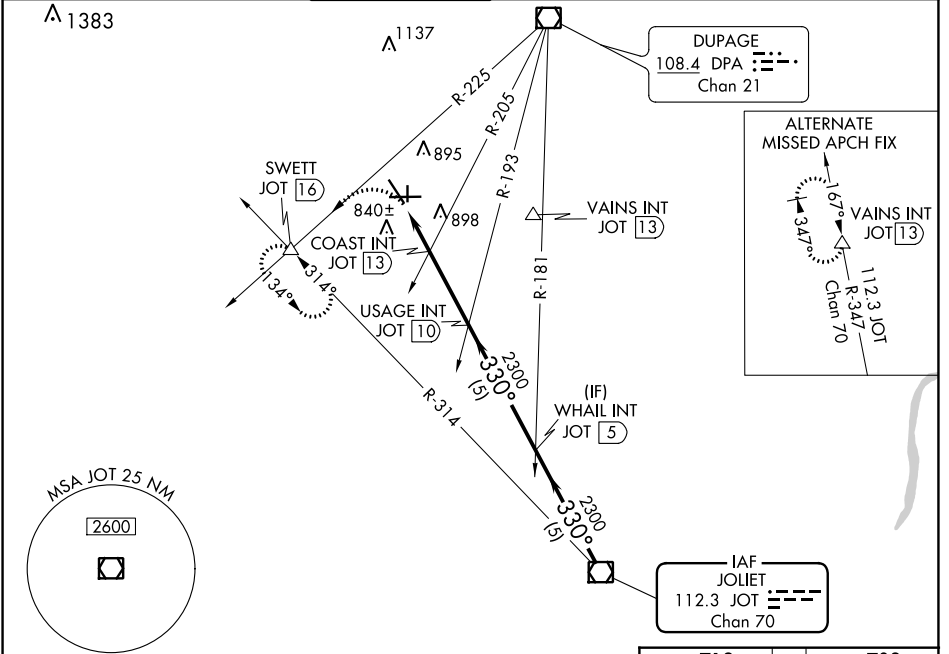 1383
1137
DUPAGE
108.4 DPA
Chan 21
R-225
R-205
R-193
R-181
ALTERNATE
MISSED APCH FIX
167°
347°
VAINS INT
JOT 13
112.3 JOT
R-347
Chan 70
895
SWETT
JOT 16
840±
898
VAINS INT
JOT 13
COAST INT
JOT 13
314°
134°
USAGE INT
JOT 10
2300
330°
(5)
(IF)
WHAIL INT
JOT 5
R-314
MSA JOT 25 NM
2600
2300
330°
(5)
IAF
JOLIET
112.3 JOT
Chan 70